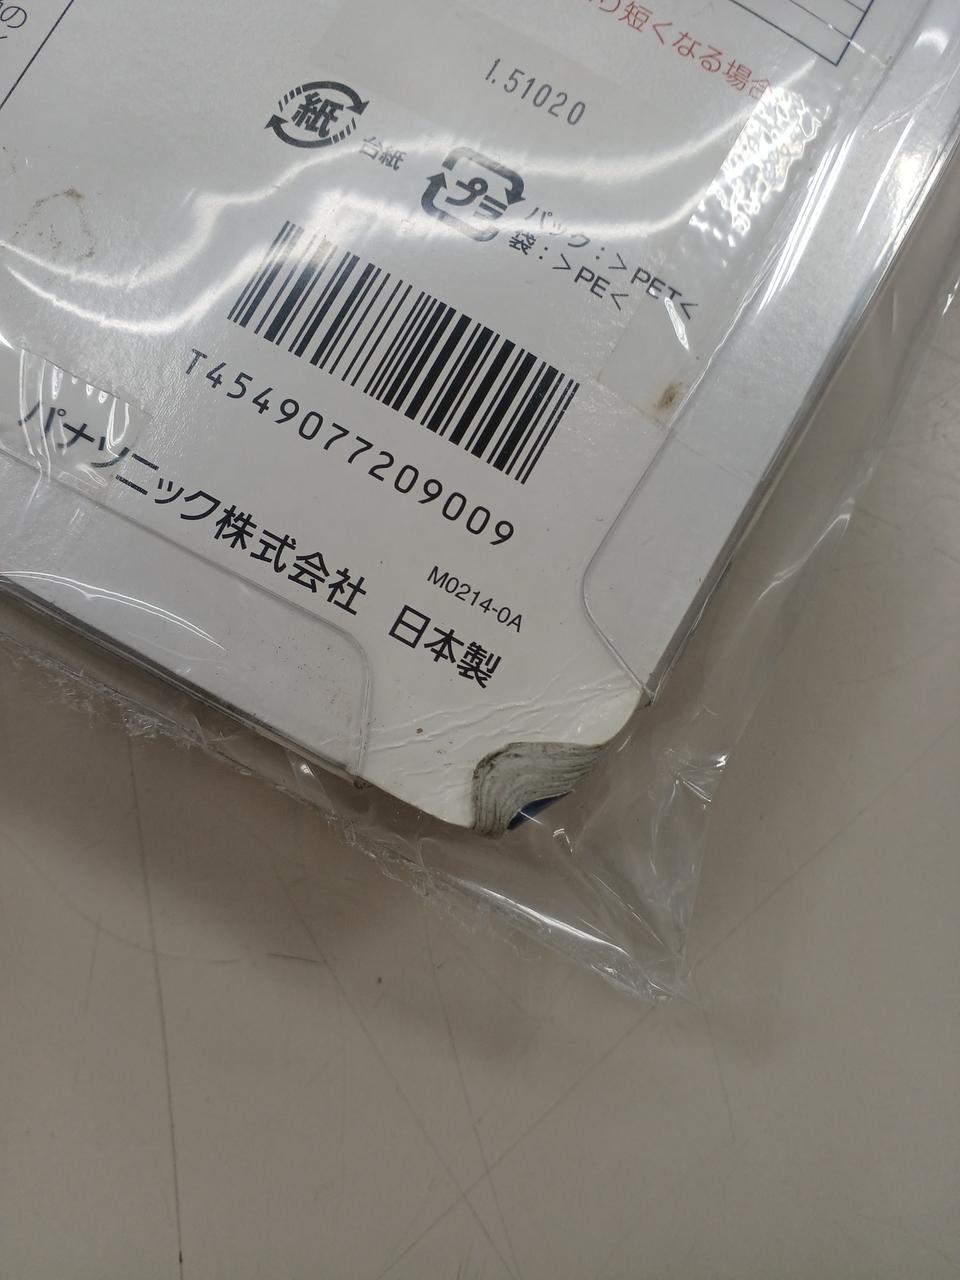 の
り短くなる場合
1.51020
紙
台紙
プラ
パック：＞PET＜
袋：＞PE＜
T4549077209009
パナソニック株式会社 日本製
M0214-0A